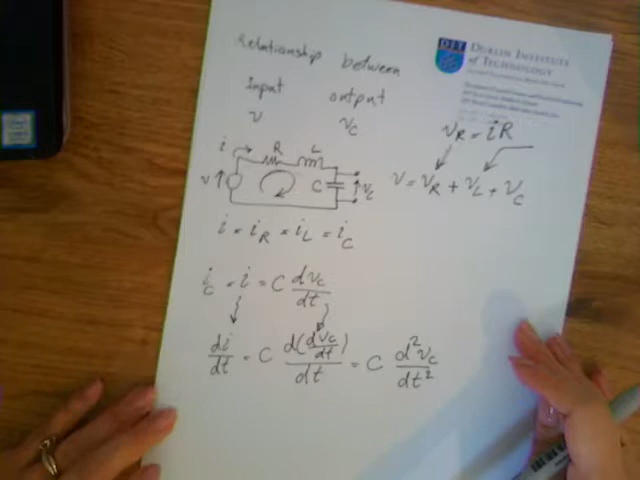 Relationship between
input output
v v_C
DIT DUBLIN INSTITUTE
of TECHNOLOGY
v_R = iR
i R L
v C v_C
v = v_R + v_L + v_C
i = i_R = i_L = i_C
i_C = i = C dv_C/dt
di/dt = C d(dv_C/dt)/dt = C d²v_C/dt²